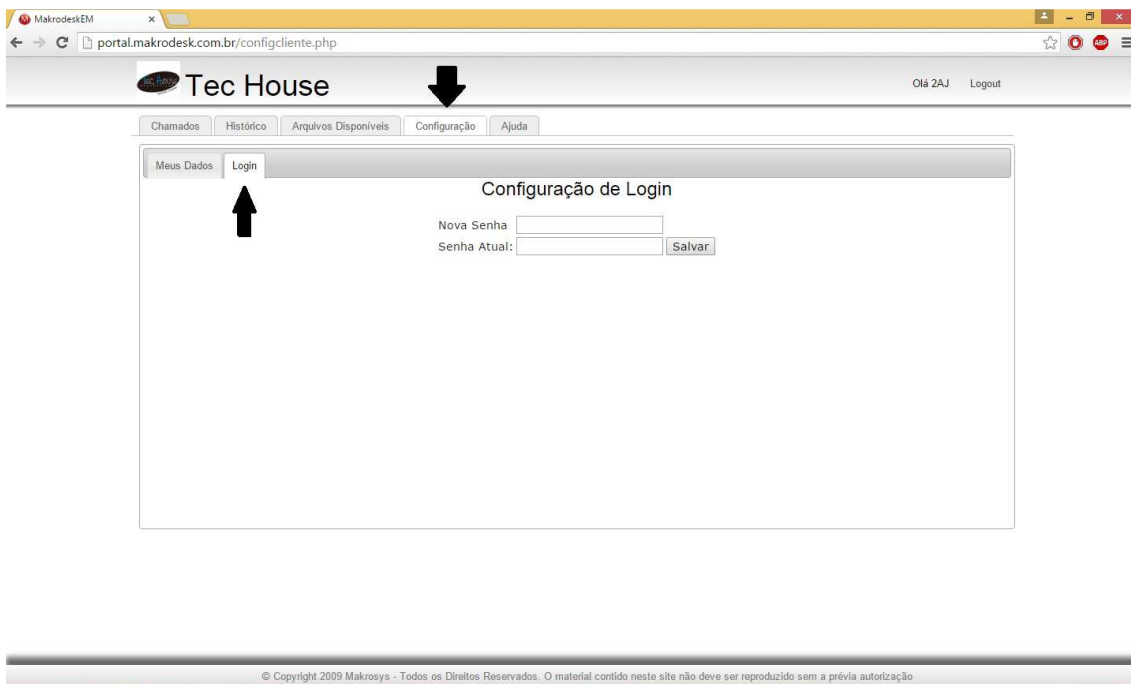 MakrodeskEM
portal.makrodesk.com.br/configcliente.php
ABP
Tec House
Olá 2AJ Logout
Chamados Histórico Arquivos Disponíveis Configuração Ajuda
Meus Dados Login
Configuração de Login
Nova Senha
Senha Atual: Salvar
© Copyright 2009 Makrosys - Todos os Direitos Reservados. O material contido neste site não deve ser reproduzido sem a prévia autorização